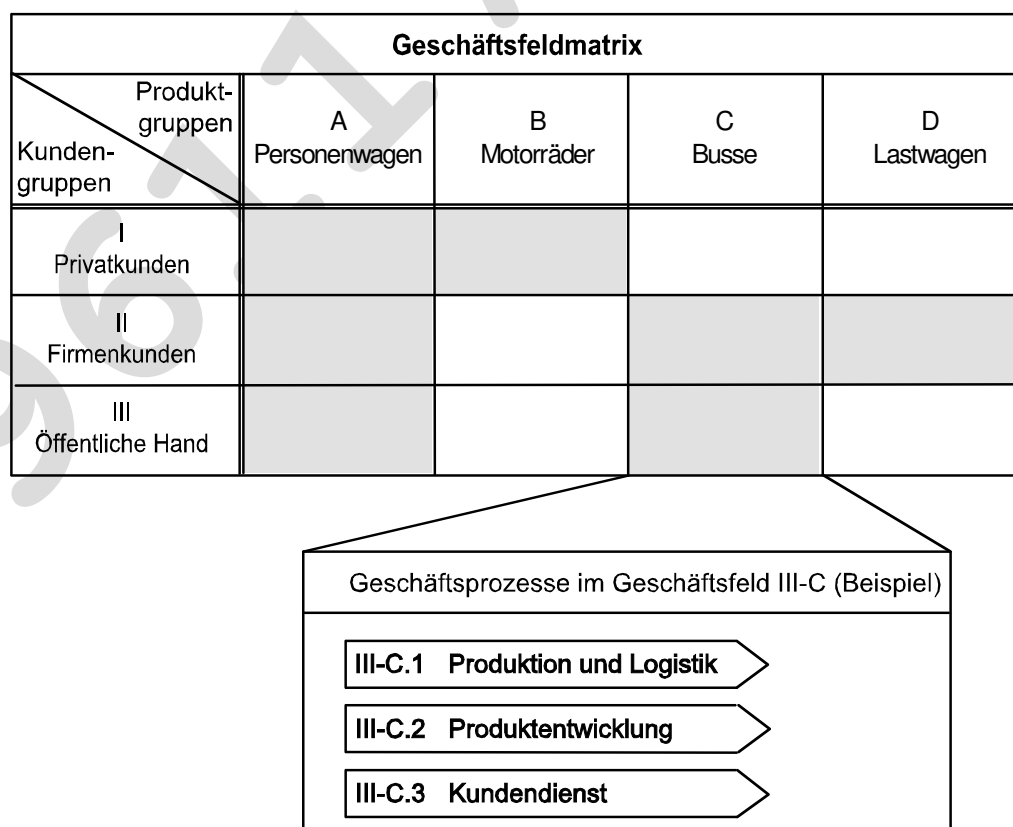 Geschäftsfeldmatrix
Produkt-
gruppen
Kunden-
gruppen
A
Personenwagen
B
Motorräder
C
Busse
D
Lastwagen
I
Privatkunden
II
Firmenkunden
III
Öffentliche Hand
Geschäftsprozesse im Geschäftsfeld III-C (Beispiel)
III-C.1 Produktion und Logistik
III-C.2 Produktentwicklung
III-C.3 Kundendienst